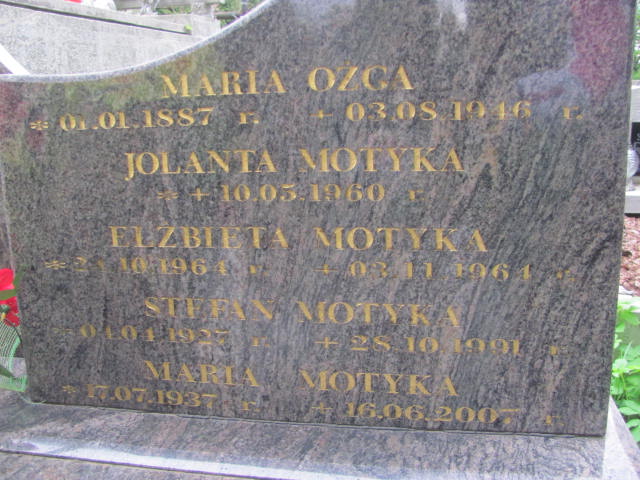 MARIA OZGA
* 01.01.1887 r. + 03.08.1946 r.
JOLANTA MOTYKA
* + 10.05.1960 r
ELZBIETA MOTYKA
* 24.10.1964 r + 03.11.1964 r.
STEFAN MOTYKA
* 04.04.1927 r. + 28.10.1991 r
MARIA MOTYKA
* 17.07.1937 r. + 16.06.2007 r